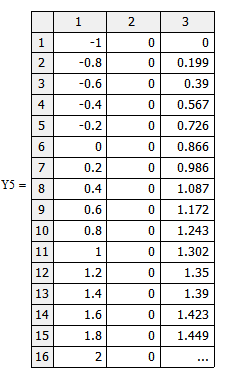 1 2 3
1 -1 0 0
2 -0.8 0 0.199
3 -0.6 0 0.39
4 -0.4 0 0.567
5 -0.2 0 0.726
6 0 0 0.866
7 0.2 0 0.986
Y5 = 8 0.4 0 1.087
9 0.6 0 1.172
10 0.8 0 1.243
11 1 0 1.302
12 1.2 0 1.35
13 1.4 0 1.39
14 1.6 0 1.423
15 1.8 0 1.449
16 2 0 ...